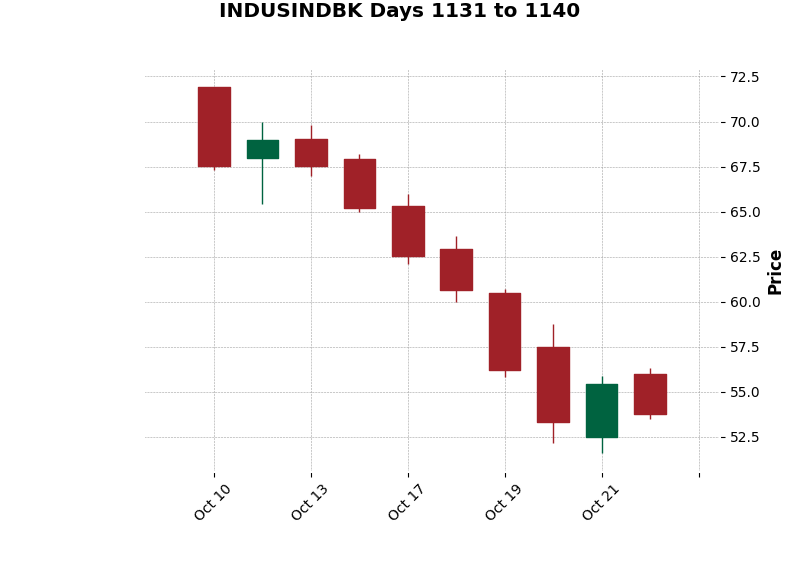 INDUSINDBK Days 1131 to 1140
72.5
70.0
67.5
65.0
62.5
60.0
57.5
55.0
52.5
Price
Oct 10
Oct 13
Oct 17
Oct 19
Oct 21